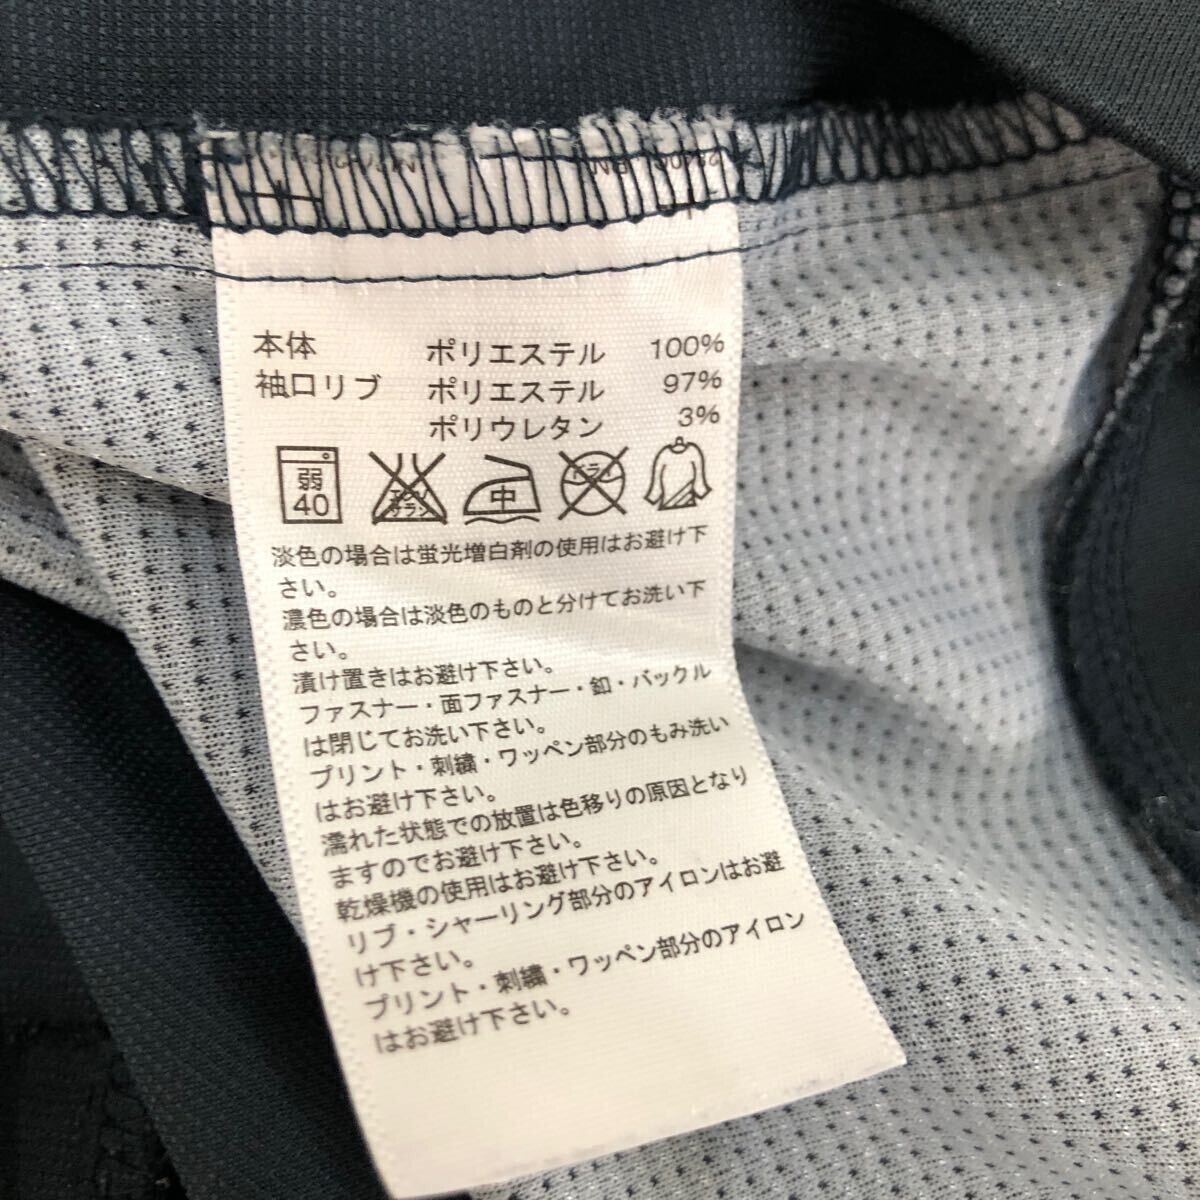 本体 ポリエステル 100%
袖口リブ ポリエステル 97%
ポリウレタン 3%
弱 40 エンソ サラシ 中 ドライ
淡色の場合は蛍光増白剤の使用はお避け下
さい。
濃色の場合は淡色のものと分けてお洗い下
さい。
漬け置きはお避け下さい。
ファスナー・面ファスナー・釦・バックル
は閉じてお洗い下さい。
プリント・刺繍・ワッペン部分のもみ洗い
はお避け下さい。
濡れた状態での放置は色移りの原因となり
ますのでお避け下さい。
乾燥機の使用はお避け下さい。
リブ・シャーリング部分のアイロンはお避
け下さい。
プリント・刺繍・ワッペン部分のアイロン
はお避け下さい。